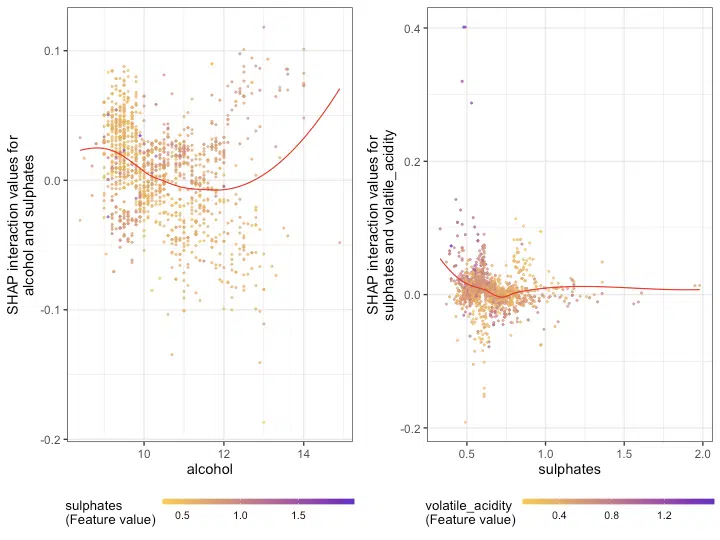 SHAP interaction values for
alcohol and sulphates
0.1
0.0
-0.1
-0.2
10
12
14
alcohol
sulphates
(Feature value)
0.5
1.0
1.5
SHAP interaction values for
sulphates and volatile_acidity
0.4
0.2
0.0
-0.2
0.5
1.0
1.5
2.0
sulphates
volatile_acidity
(Feature value)
0.4
0.8
1.2